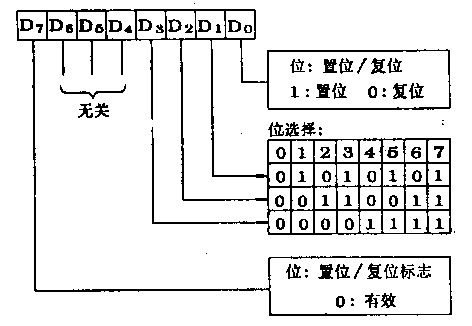 D7 D6 D5 D4 D3 D2 D1 D0
无关
位：置位/复位
1：置位 0：复位
位选择：
0 1 2 3 4 5 6 7
0 1 0 1 0 1 0 1
0 0 1 1 0 0 1 1
0 0 0 0 1 1 1 1
位：置位/复位标志
0：有效